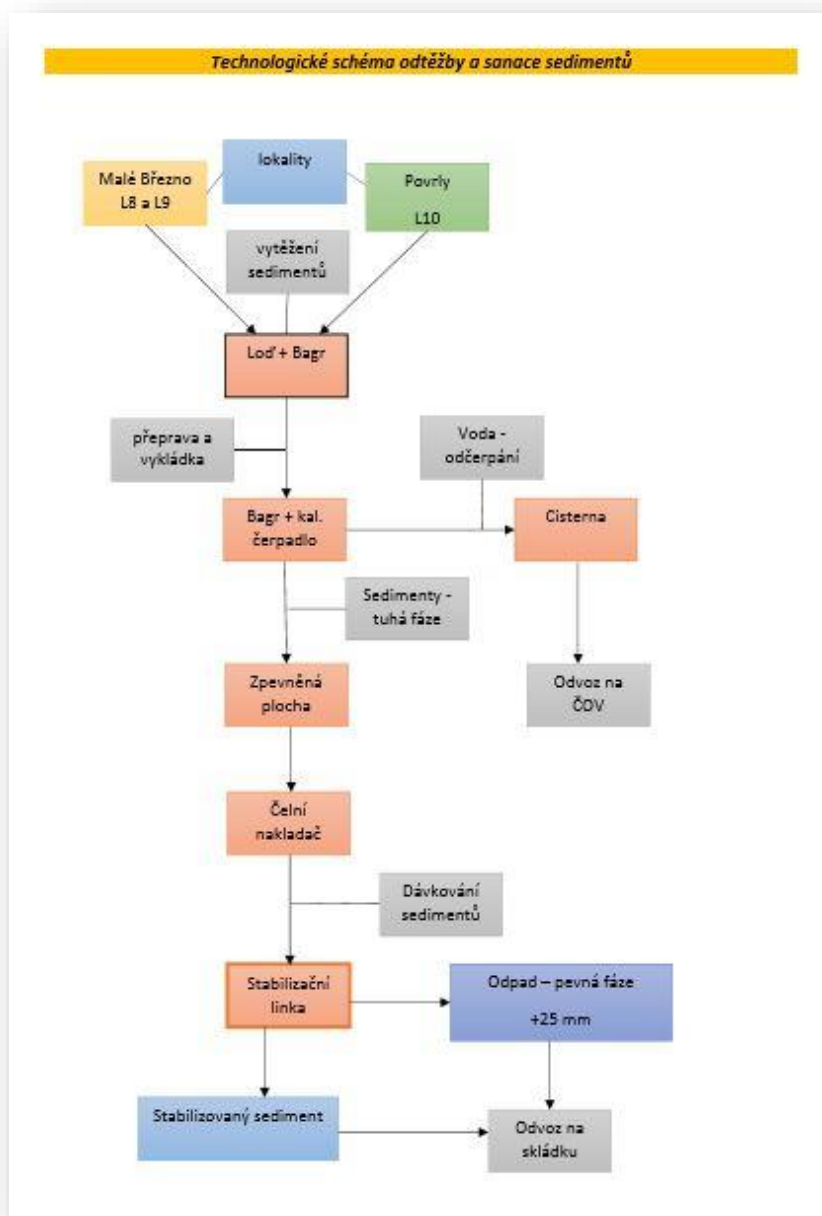 Technologické schéma odtěžby a sanace sedimentů
lokality
Malé Březno
L8 a L9
Povrly
L10
vytěžení
sedimentů
Loď + Bagr
přeprava a
vykládka
Voda -
odčerpání
Bagr + kal.
čerpadlo
Cisterna
Sedimenty -
tuhá fáze
Zpevněná
plocha
Odvoz na
ČOV
Čelní
nakladač
Dávkování
sedimentů
Stabilizační
linka
Odpad – pevná fáze
+25 mm
Stabilizovaný sediment
Odvoz na
skládku